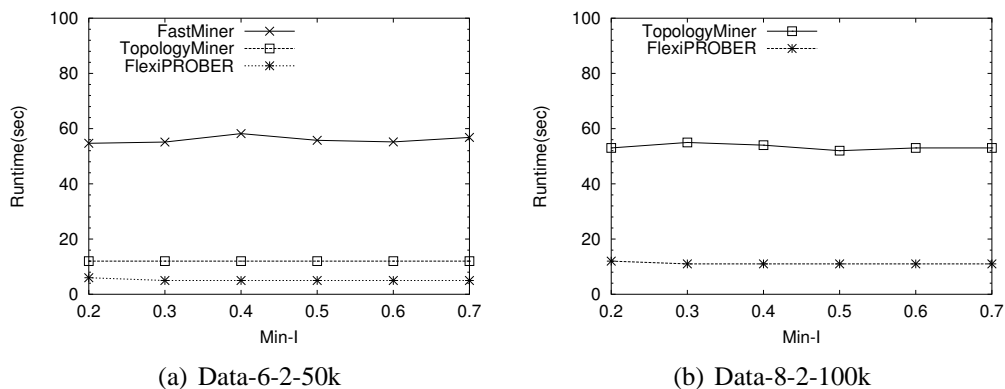 100
80
60
40
20
0
Runtime(sec)
FastMiner
TopologyMiner
FlexiPROBER
0.2 0.3 0.4 0.5 0.6 0.7
Min-I
(a) Data-6-2-50k
100
80
60
40
20
0
Runtime(sec)
TopologyMiner
FlexiPROBER
0.2 0.3 0.4 0.5 0.6 0.7
Min-I
(b) Data-8-2-100k